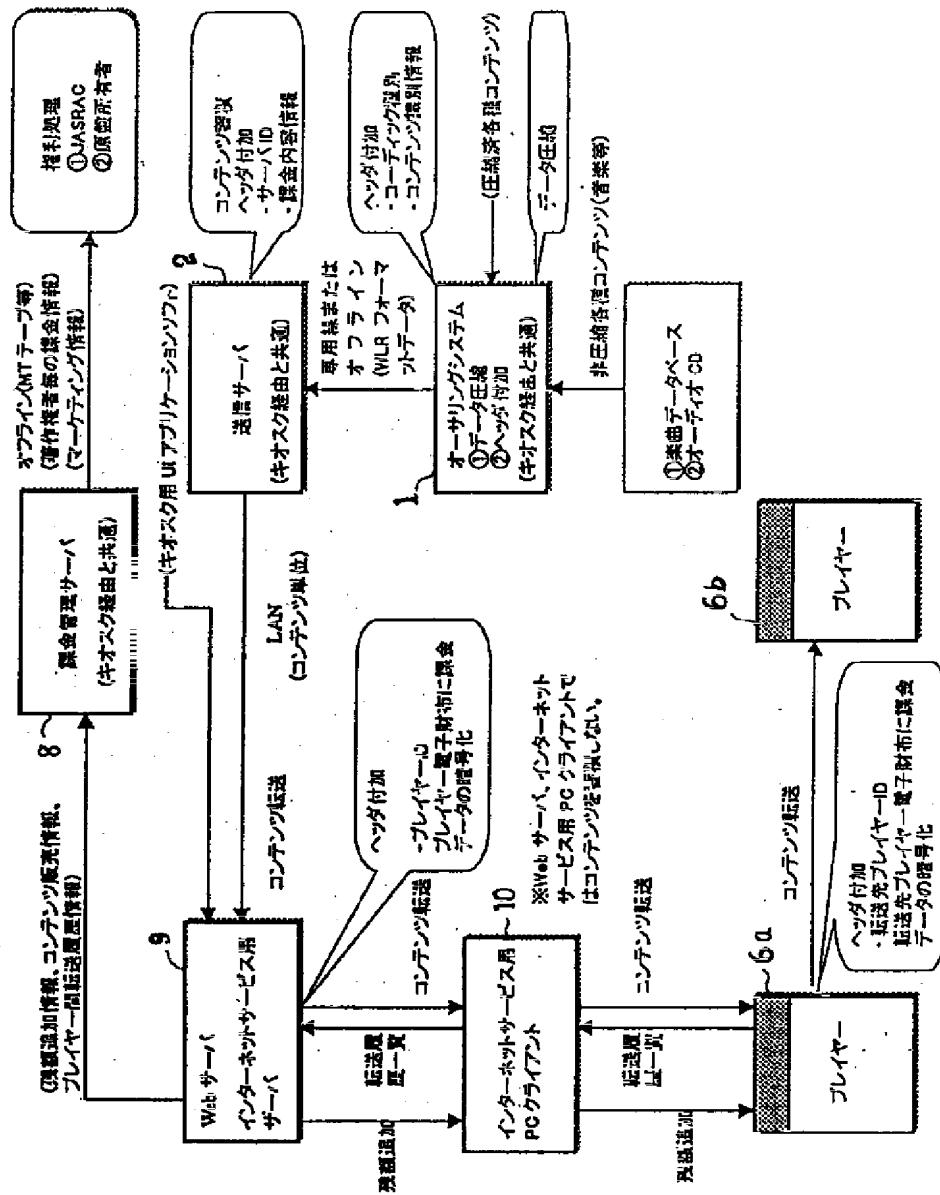 オフライン(MTテープ等)
(著作権者毎の課金情報)
(マーケティング情報)
権利処理
①JASRAC
②原盤所有者
8
課金管理サーバ
(キオスク経由と共通)
(残額追加情報、コンテンツ販売情報、
プレイヤー間転送履歴情報)
(キオスク用 UI アプリケーションソフト)
2
送信サーバ
(キオスク経由と共通)
コンテンツ蓄積
ヘッダ付加
・サーバ ID
・課金内容情報
LAN
(コンテンツ単位)
コンテンツ転送
専用線または
オフライン
(WLR フォーマ
ットデータ)
ヘッダ付加
・コーディック種別
・コンテンツ識別情報
1
オーサリングシステム
①データ圧縮
②ヘッダ付加
(キオスク経由と共通)
(圧縮済各種コンテンツ)
データ圧縮
非圧縮各種コンテンツ(音楽等)
①楽曲データベース
②オーディオ CD
9
Web サーバ
インターネットサービス用
サーバ
ヘッダ付加
・プレイヤーID
プレイヤー電子財布に課金
データの暗号化
残額追加
転送履
歴一覧
コンテンツ転送
10
インターネットサービス用
PC クライアント
※Web サーバ、インターネット
サービス用 PC クライアントで
はコンテンツを蓄積しない。
残額追加
転送履
歴一覧
コンテンツ転送
6a
プレイヤー
コンテンツ転送
ヘッダ付加
・転送先プレイヤーID
転送先プレイヤー電子財布に課金
データの暗号化
6b
プレイヤー